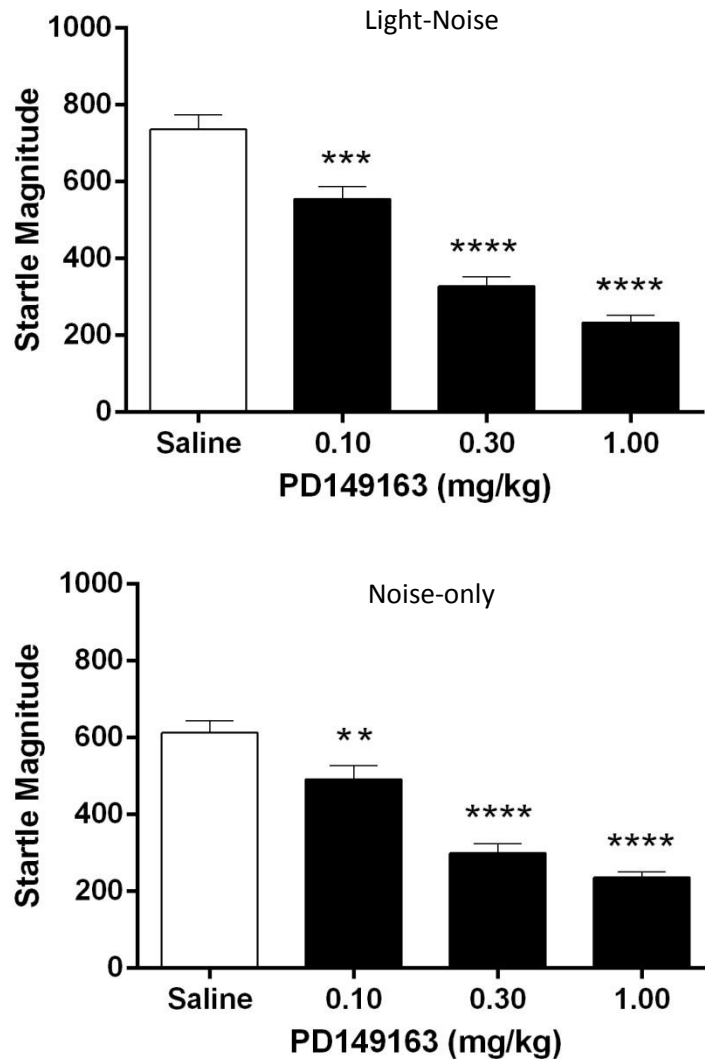 Light-Noise
1000
800
600
400
200
0
Startle Magnitude
***
****
****
Saline 0.10 0.30 1.00
PD149163 (mg/kg)
Noise-only
1000
800
600
400
200
0
Startle Magnitude
**
****
****
Saline 0.10 0.30 1.00
PD149163 (mg/kg)